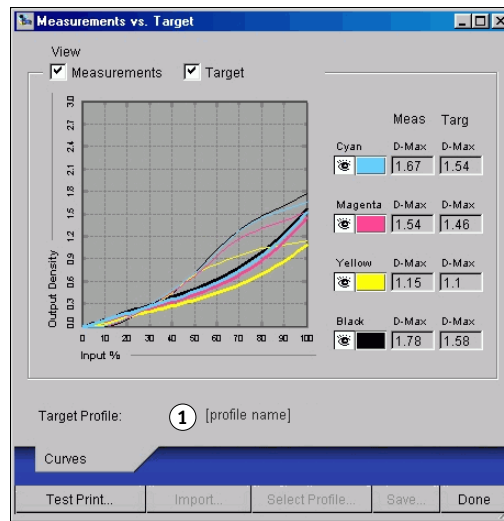 Measurements vs. Target
View
Measurements
Target
Output Density
3.0
2.7
2.4
2.1
1.8
1.5
1.2
0.9
0.6
0.3
0.0
0 10 20 30 40 50 60 70 80 90 100
Input %
Meas Targ
Cyan D-Max D-Max
1.67 1.54
Magenta D-Max D-Max
1.54 1.46
Yellow D-Max D-Max
1.15 1.1
Black D-Max D-Max
1.78 1.58
Target Profile: 1 [profile name]
Curves
Test Print... Import... Select Profile... Save... Done